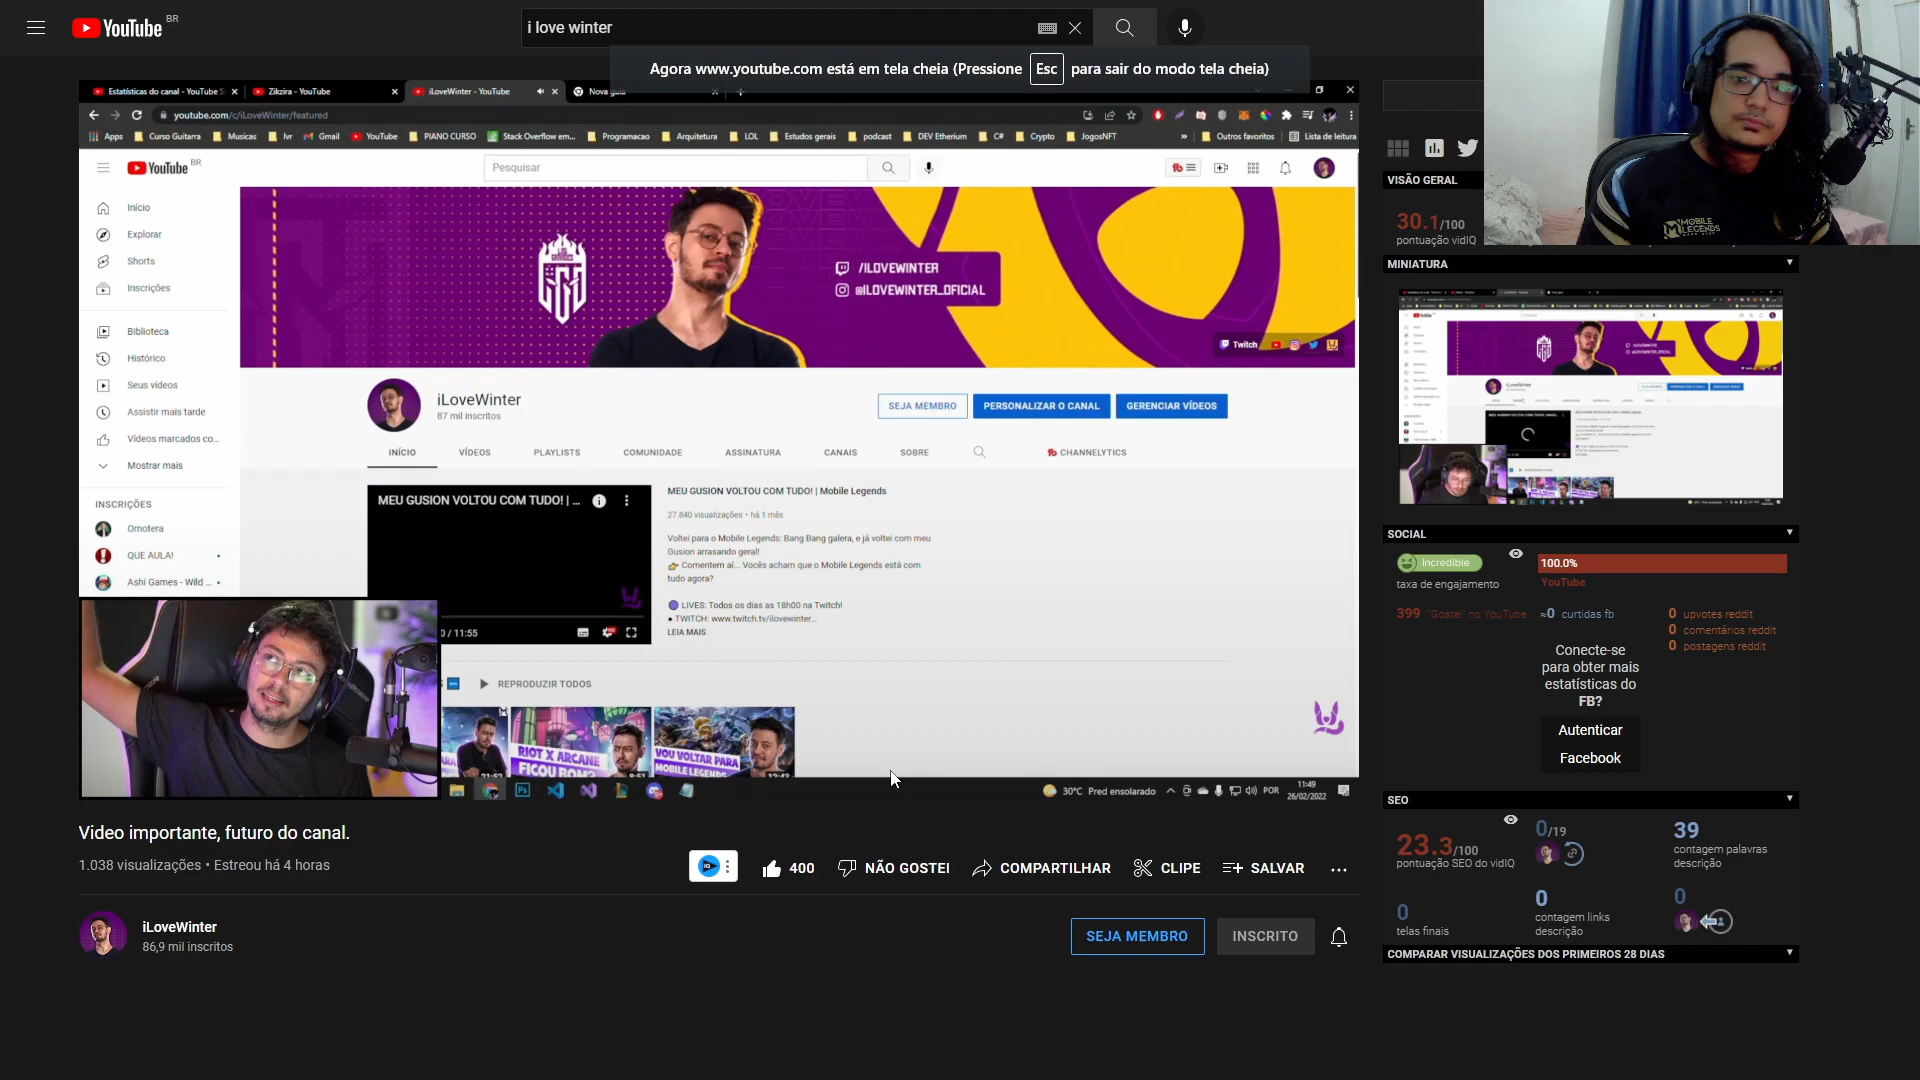 YouTube BR
i love winter
Agora www.youtube.com está em tela cheia (Pressione Esc para sair do modo tela cheia)
Estatísticas do canal - YouTube S
Zikzira - YouTube
iLoveWinter - YouTube
Nova guia
youtube.com/c/iLoveWinter/featured
Apps
Curso Guitarra
Musicas
lvr
Gmail
YouTube
PIANO CURSO
Stack Overflow em...
Programacao
Arquitetura
LOL
Estudos gerais
podcast
DEV Etherium
C#
Crypto
JogosNFT
»
Outros favoritos
Lista de leitura
YouTube BR
Pesquisar
Início
Explorar
Shorts
Inscrições
Biblioteca
Histórico
Seus vídeos
Assistir mais tarde
Vídeos marcados co...
Mostrar mais
INSCRIÇÕES
Omotera
QUE AULA!
Ashi Games - Wild ...
/ILOVEWINTER
@ILOVEWINTER_OFICIAL
Twitch
iLoveWinter
87 mil inscritos
SEJA MEMBRO
PERSONALIZAR O CANAL
GERENCIAR VÍDEOS
INÍCIO
VÍDEOS
PLAYLISTS
COMUNIDADE
ASSINATURA
CANAIS
SOBRE
CHANNELYTICS
MEU GUSION VOLTOU COM TUDO! | ...
0 / 11:55
MEU GUSION VOLTOU COM TUDO! | Mobile Legends
27.840 visualizações • há 1 mês
Voltei para o Mobile Legends: Bang Bang galera, e já voltei com meu
Gusion arrasando geral!
👉 Comentem aí... Vocês acham que o Mobile Legends está com
tudo agora?
🟣 LIVES: Todos os dias as 18h00 na Twitch!
● TWITCH: www.twitch.tv/ilovewinter...
LEIA MAIS
REPRODUZIR TODOS
21:52
RIOT X ARCANE
FICOU BOM?
8:51
VOU VOLTAR PARA
MOBILE LEGENDS
12:43
30°C Pred ensolarado
POR
11:49
26/02/2022
Video importante, futuro do canal.
1.038 visualizações • Estreou há 4 horas
400
NÃO GOSTEI
COMPARTILHAR
CLIPE
SALVAR
...
iLoveWinter
86,9 mil inscritos
SEJA MEMBRO
INSCRITO
MOBILE
LEGENDS
VISÃO GERAL
30.1/100
pontuação vidIQ
MINIATURA
SOCIAL
Incredible
taxa de engajamento
100.0%
YouTube
399 "Gostei" no YouTube
≈0 curtidas fb
0 upvotes reddit
0 comentários reddit
0 postagens reddit
Conecte-se
para obter mais
estatísticas do
FB?
Autenticar
Facebook
SEO
23.3/100
pontuação SEO do vidIQ
0/19
39
contagem palavras
descrição
0
telas finais
0
contagem links
descrição
0
COMPARAR VISUALIZAÇÕES DOS PRIMEIROS 28 DIAS